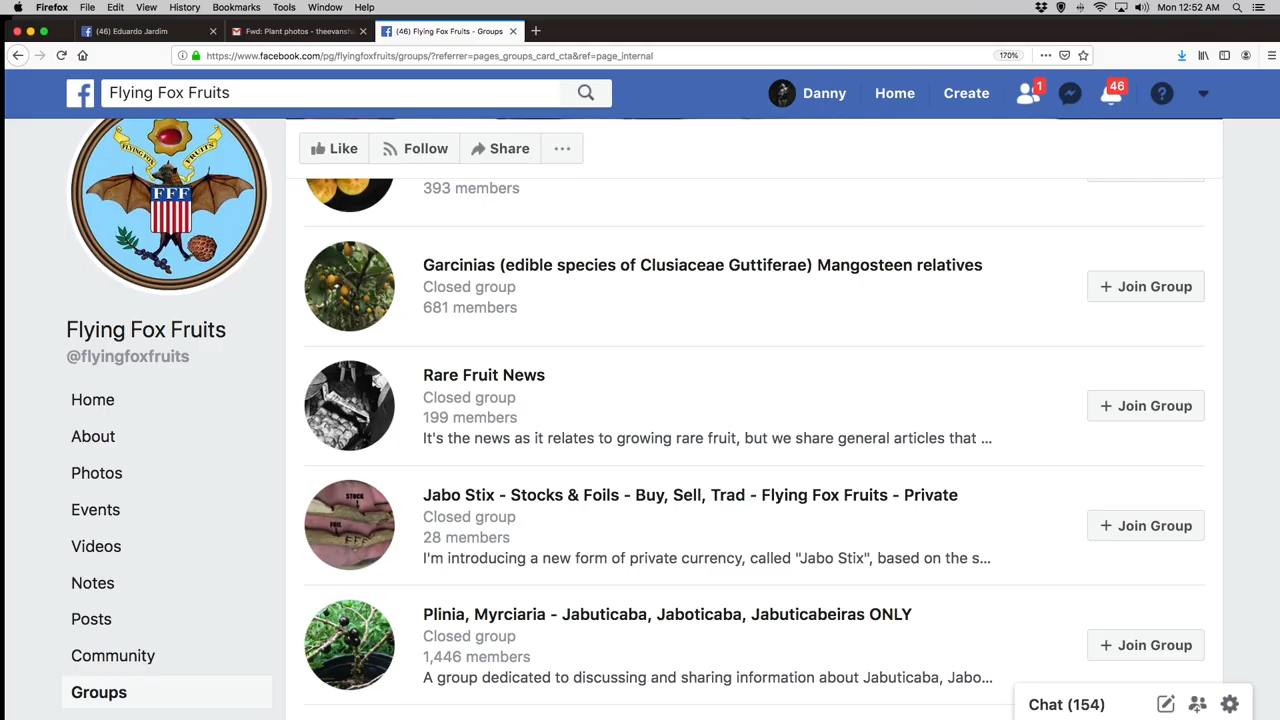 Firefox File Edit View History Bookmarks Tools Window Help Mon 12:52 AM
(46) Eduardo Jardim Fwd: Plant photos - theevansh (46) Flying Fox Fruits - Groups
https://www.facebook.com/pg/flyingfoxfruits/groups/?referrer=pages_groups_card_cta&ref=page_internal 170%
Flying Fox Fruits Danny Home Create 1 46
Like Follow Share
FLYING FOX FRUITS
FFF
393 members
Garcinias (edible species of Clusiaceae Guttiferae) Mangosteen relatives
Closed group
681 members
+ Join Group
Flying Fox Fruits
@flyingfoxfruits
Home
About
Photos
Events
Videos
Notes
Posts
Community
Groups
Rare Fruit News
Closed group
199 members
It's the news as it relates to growing rare fruit, but we share general articles that ...
+ Join Group
STOCK
FOIL
FFF
Jabo Stix - Stocks & Foils - Buy, Sell, Trad - Flying Fox Fruits - Private
Closed group
28 members
I'm introducing a new form of private currency, called "Jabo Stix", based on the s...
+ Join Group
Plinia, Myrciaria - Jabuticaba, Jaboticaba, Jabuticabeiras ONLY
Closed group
1,446 members
A group dedicated to discussing and sharing information about Jabuticaba, Jabo...
+ Join Group
Chat (154)